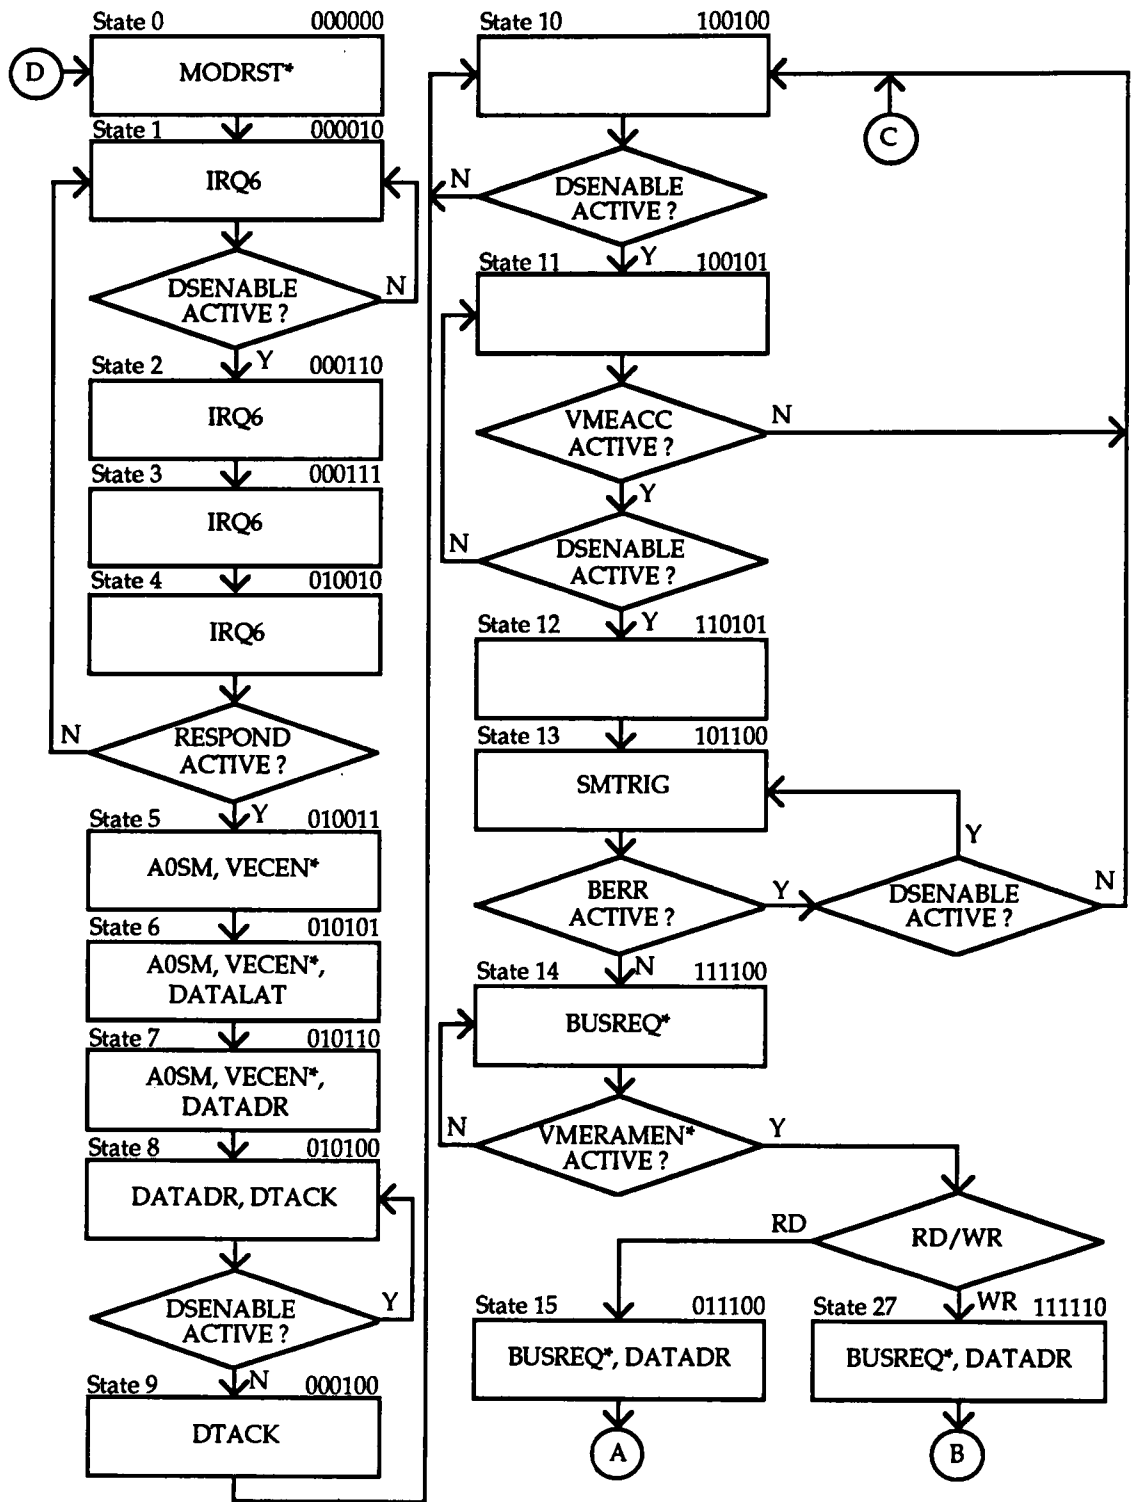 State 0 000000
D
MODRST*
State 1 000010
IRQ6
DSENABLE
ACTIVE ?
N
Y
State 2 000110
IRQ6
State 3 000111
IRQ6
State 4 010010
IRQ6
N
RESPOND
ACTIVE ?
Y
State 5 010011
A0SM, VECEN*
State 6 010101
A0SM, VECEN*,
DATALAT
State 7 010110
A0SM, VECEN*,
DATADR
State 8 010100
DATADR, DTACK
DSENABLE
ACTIVE ?
Y
N
State 9 000100
DTACK
State 10 100100
C
N
DSENABLE
ACTIVE ?
Y
State 11 100101
VMEACC
ACTIVE ?
N
Y
N
DSENABLE
ACTIVE ?
Y
State 12 110101
State 13 101100
SMTRIG
BERR
ACTIVE ?
Y
Y
DSENABLE
ACTIVE ?
N
N
State 14 111100
BUSREQ*
N
VMERAMEN*
ACTIVE ?
Y
RD
RD/WR
WR
State 15 011100
BUSREQ*, DATADR
A
State 27 111110
BUSREQ*, DATADR
B